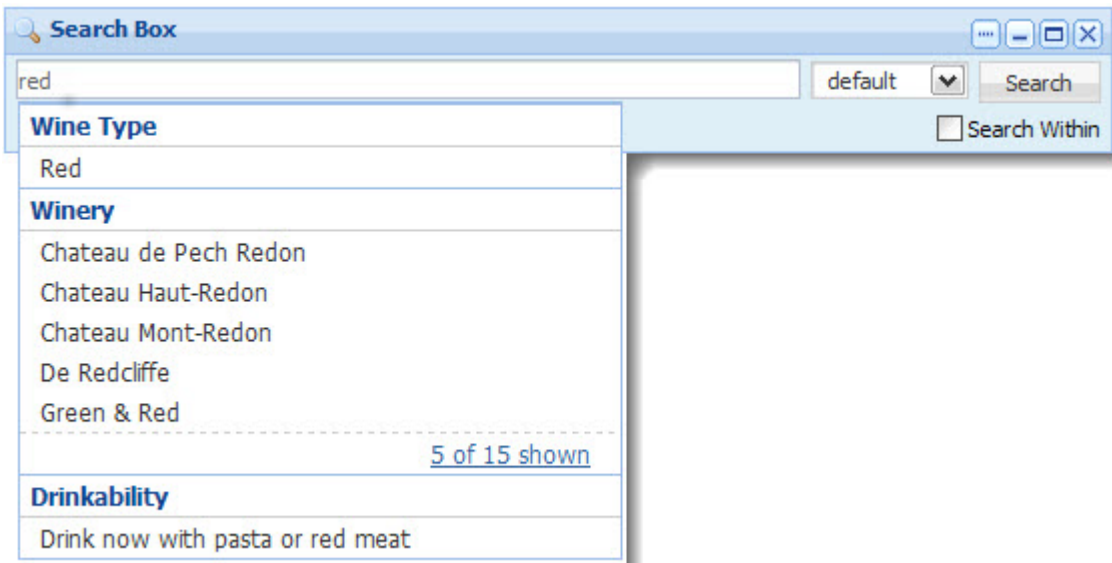 Search Box
red
default
Search
Search Within
Wine Type
Red
Winery
Chateau de Pech Redon
Chateau Haut-Redon
Chateau Mont-Redon
De Redcliffe
Green & Red
5 of 15 shown
Drinkability
Drink now with pasta or red meat